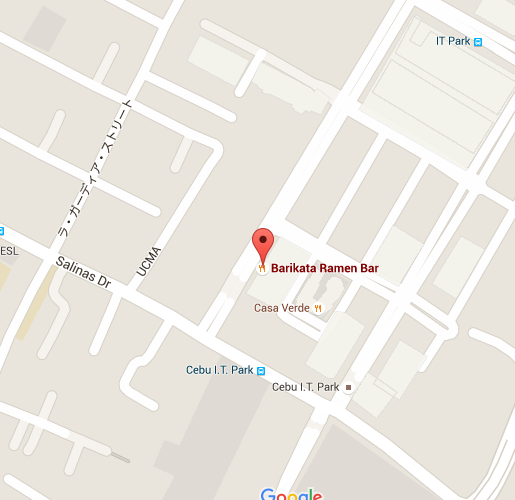 IT Park
ラ・ガーディア・ストリート
ESL
UCMA
Salinas Dr
Barikata Ramen Bar
Casa Verde
Cebu I.T. Park
Cebu I.T. Park
Google